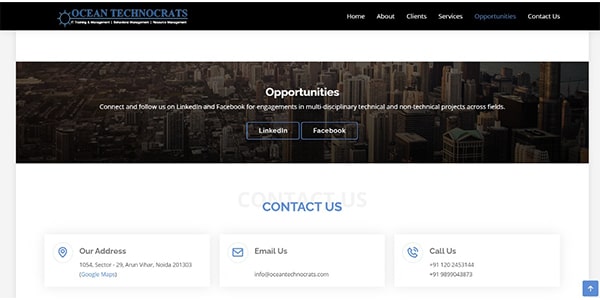 OCEAN TECHNOCRATS
IT Training & Management | Behavioral Management | Resource Management
Home About Clients Services Opportunities Contact Us
Opportunities
Connect and follow us on LinkedIn and Facebook for engagements in multi-disciplinary technical and non-technical projects across fields.
LinkedIn Facebook
CONTACT US
CONTACT US
Our Address
1054, Sector - 29, Arun Vihar, Noida 201303
(Google Maps)
Email Us
info@oceantechnocrats.com
Call Us
+91 120 2453144
+91 9899043873